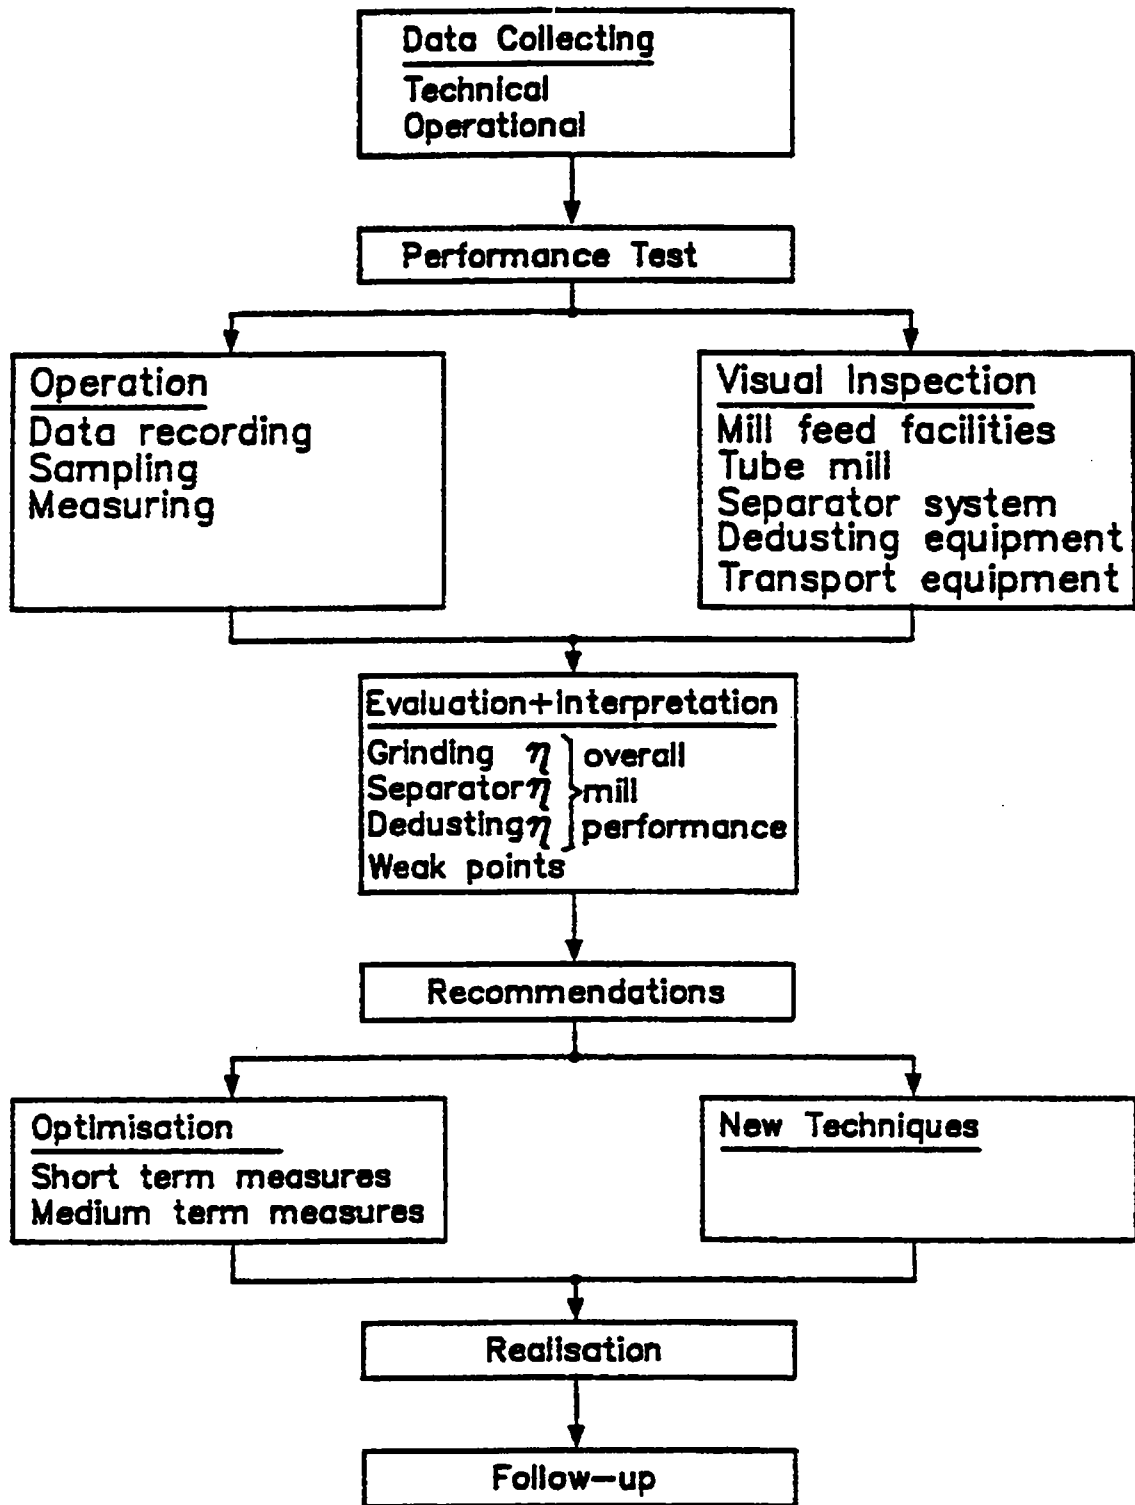 Data Collecting
Technical
Operational
Performance Test
Operation
Data recording
Sampling
Measuring
Visual Inspection
Mill feed facilities
Tube mill
Separator system
Dedusting equipment
Transport equipment
Evaluation+Interpretation
Grinding η } overall
Separator η } mill
Dedusting η } performance
Weak points
Recommendations
Optimisation
Short term measures
Medium term measures
New Techniques
Realisation
Follow-up